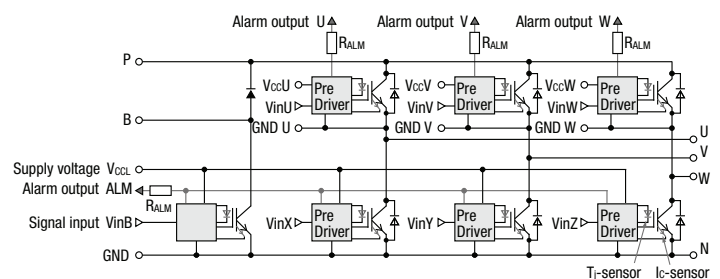 Alarm output U Alarm output V Alarm output W
RALM RALM RALM
P
VccU Pre Driver VccV Pre Driver VccW Pre Driver
VinU VinV VinW
B GND U GND V GND W
U
V
Supply voltage VCCL
W
Alarm output ALM
RALM
Signal input VinB VinX Pre Driver VinY Pre Driver VinZ Pre Driver
GND N
Tj-sensor Ic-sensor